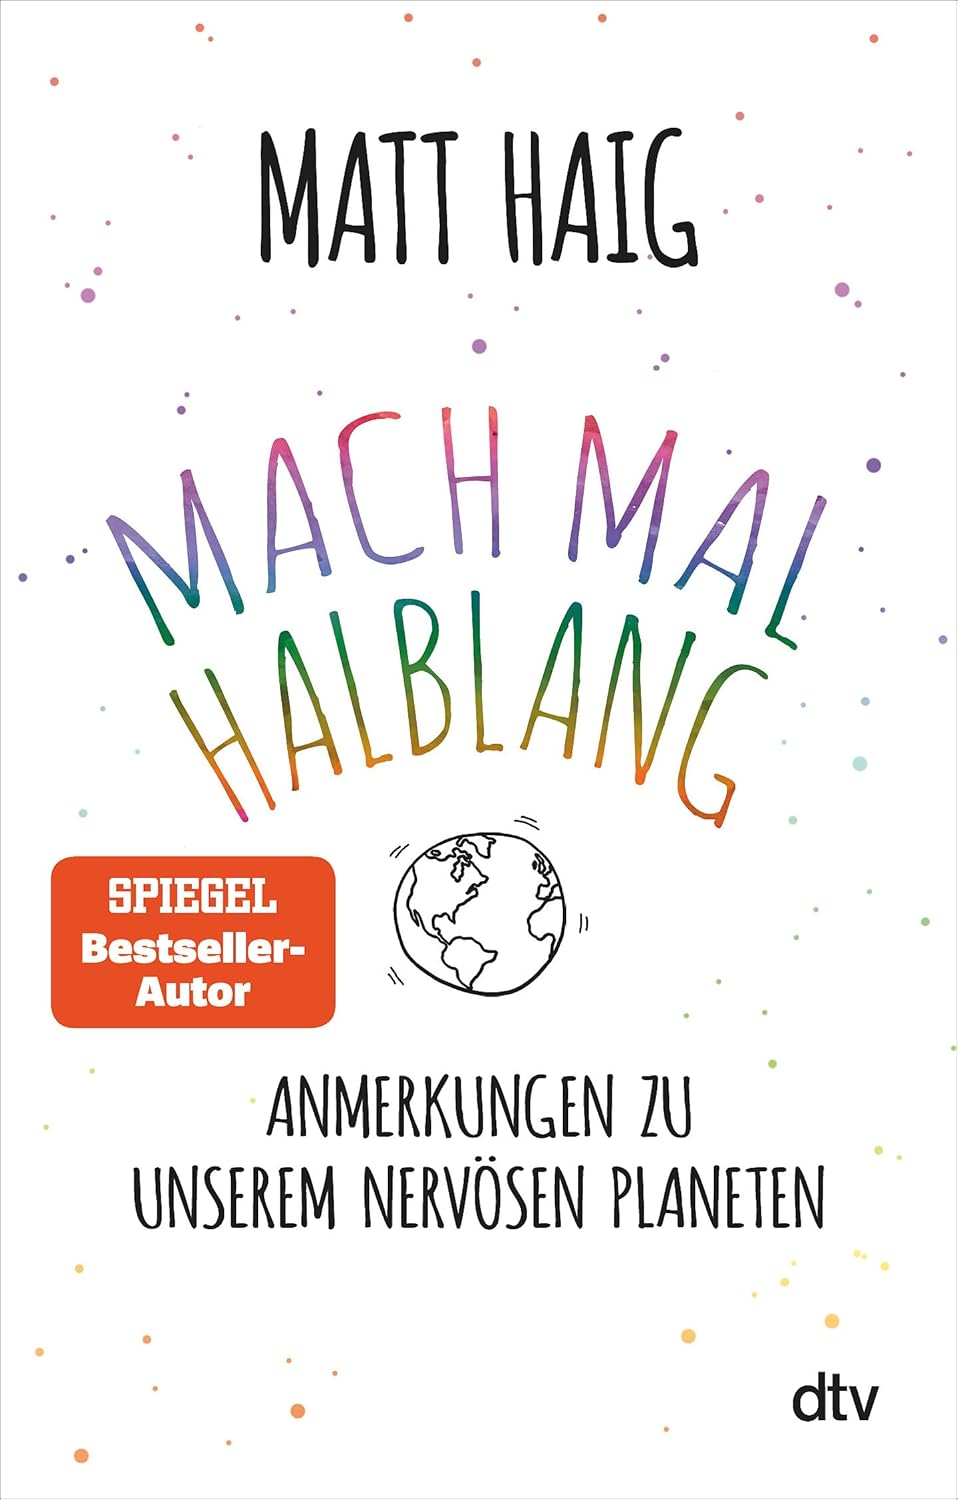 MATT HAIG
MACH MAL
HALBLANG
SPIEGEL
Bestseller-
Autor
ANMERKUNGEN ZU
UNSEREM NERVÖSEN PLANETEN
dtv